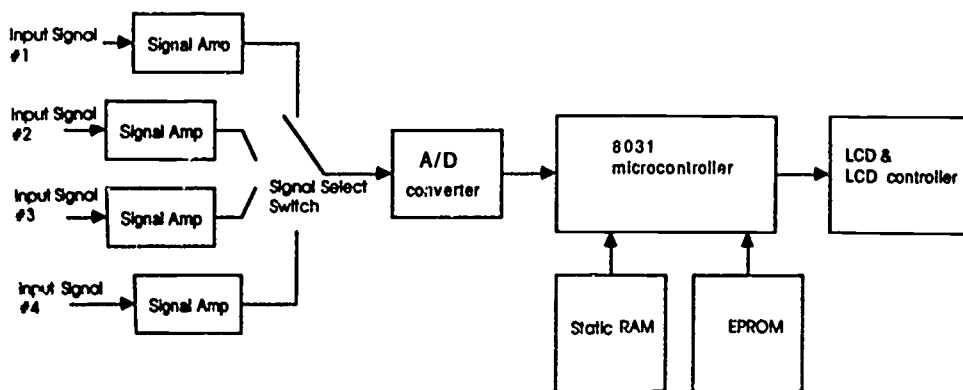 Input Signal
#1
Signal Amp
Input Signal
#2
Signal Amp
Input Signal
#3
Signal Amp
Input Signal
#4
Signal Amp
Signal Select
Switch
A/D
converter
8031
microcontroller
LCD &
LCD controller
Static RAM
EPROM